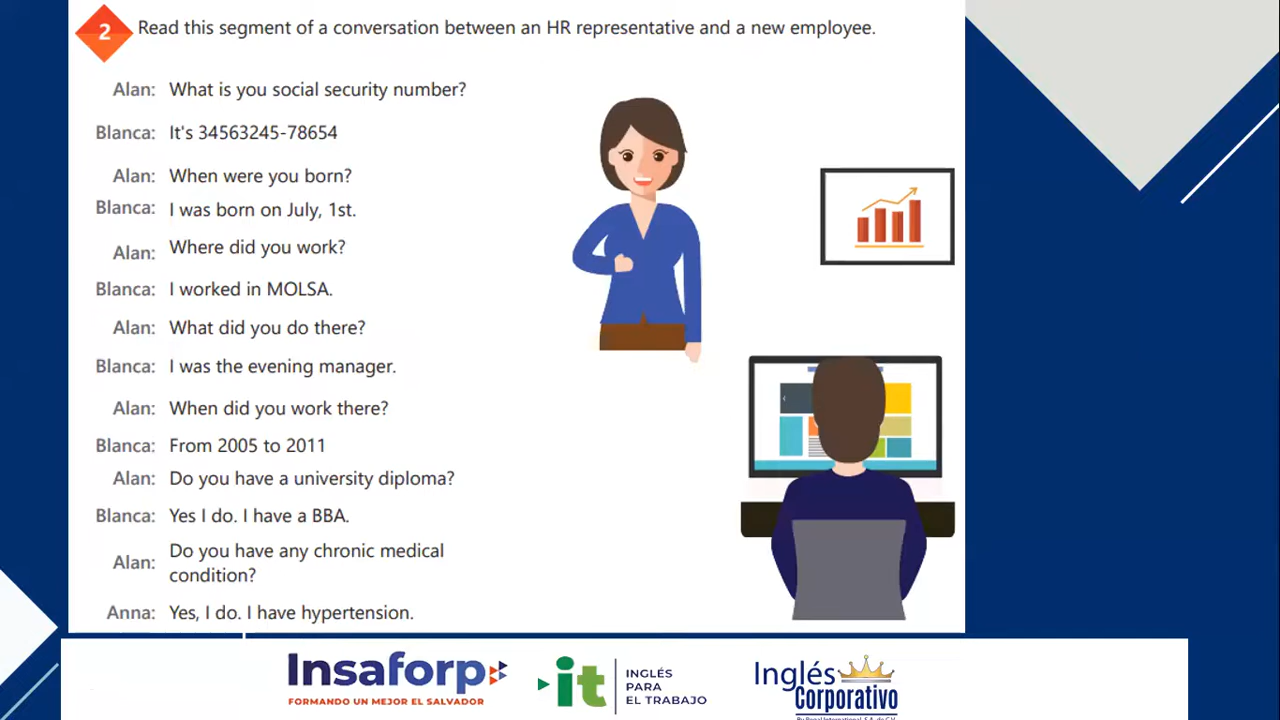 2 Read this segment of a conversation between an HR representative and a new employee.
Alan: What is you social security number?
Blanca: It's 34563245-78654
Alan: When were you born?
Blanca: I was born on July, 1st.
Alan: Where did you work?
Blanca: I worked in MOLSA.
Alan: What did you do there?
Blanca: I was the evening manager.
Alan: When did you work there?
Blanca: From 2005 to 2011
Alan: Do you have a university diploma?
Blanca: Yes I do. I have a BBA.
Alan: Do you have any chronic medical
condition?
Anna: Yes, I do. I have hypertension.
Insaforp
FORMANDO UN MEJOR EL SALVADOR
it
INGLÉS
PARA
EL TRABAJO
Inglés
Corporativo